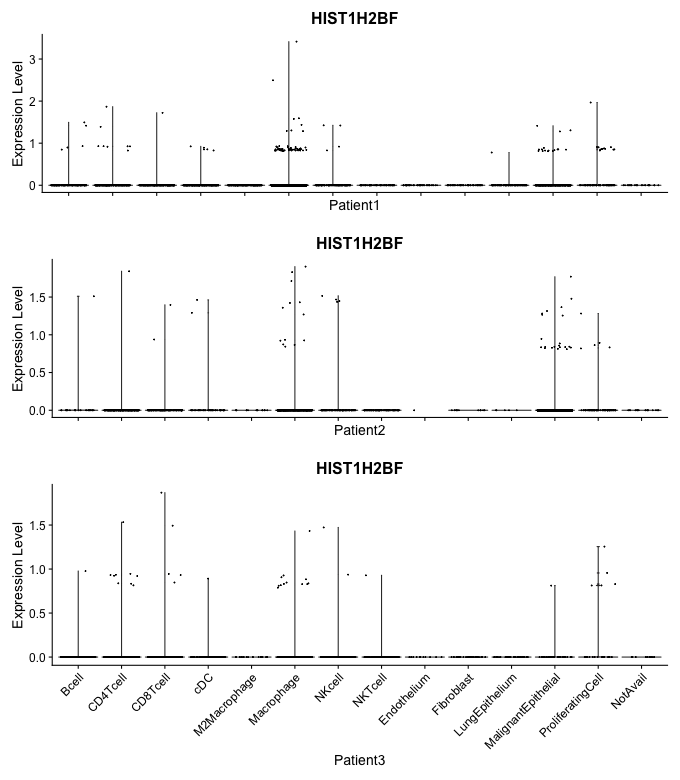 HIST1H2BF
Expression Level
3
2
1
0
Patient1
HIST1H2BF
Expression Level
1.5
1.0
0.5
0.0
Patient2
HIST1H2BF
Expression Level
1.5
1.0
0.5
0.0
Bcell
CD4Tcell
CD8Tcell
cDC
M2Macrophage
Macrophage
NKcell
NKTcell
Endothelium
Fibroblast
LungEpithelium
MalignantEpithelial
ProliferatingCell
NotAvail
Patient3